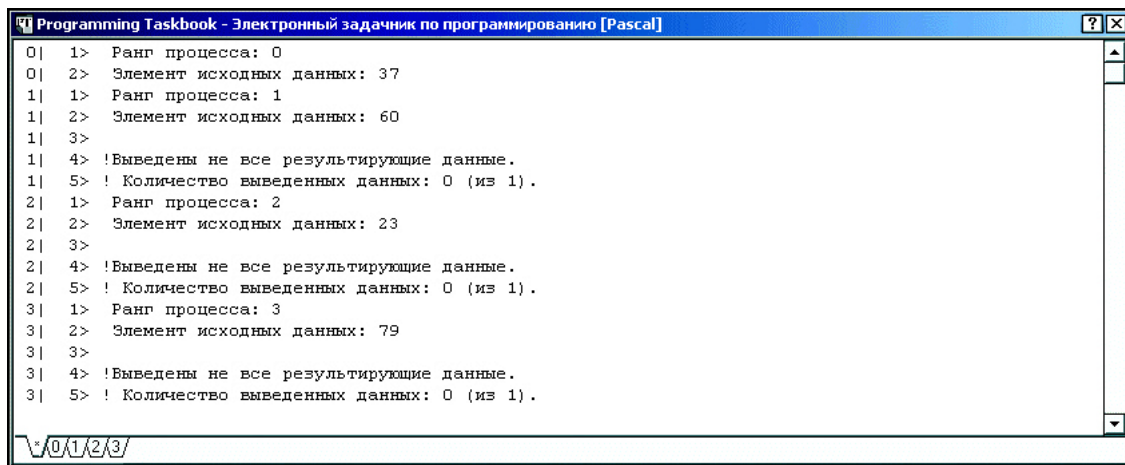 Programming Taskbook - Электронный задачник по программированию [Pascal]
0| 1> Ранг процесса: 0
0| 2> Элемент исходных данных: 37
1| 1> Ранг процесса: 1
1| 2> Элемент исходных данных: 60
1| 3>
1| 4> !Выведены не все результирующие данные.
1| 5> ! Количество выведенных данных: 0 (из 1).
2| 1> Ранг процесса: 2
2| 2> Элемент исходных данных: 23
2| 3>
2| 4> !Выведены не все результирующие данные.
2| 5> ! Количество выведенных данных: 0 (из 1).
3| 1> Ранг процесса: 3
3| 2> Элемент исходных данных: 79
3| 3>
3| 4> !Выведены не все результирующие данные.
3| 5> ! Количество выведенных данных: 0 (из 1).
\*/0/1/2/3/